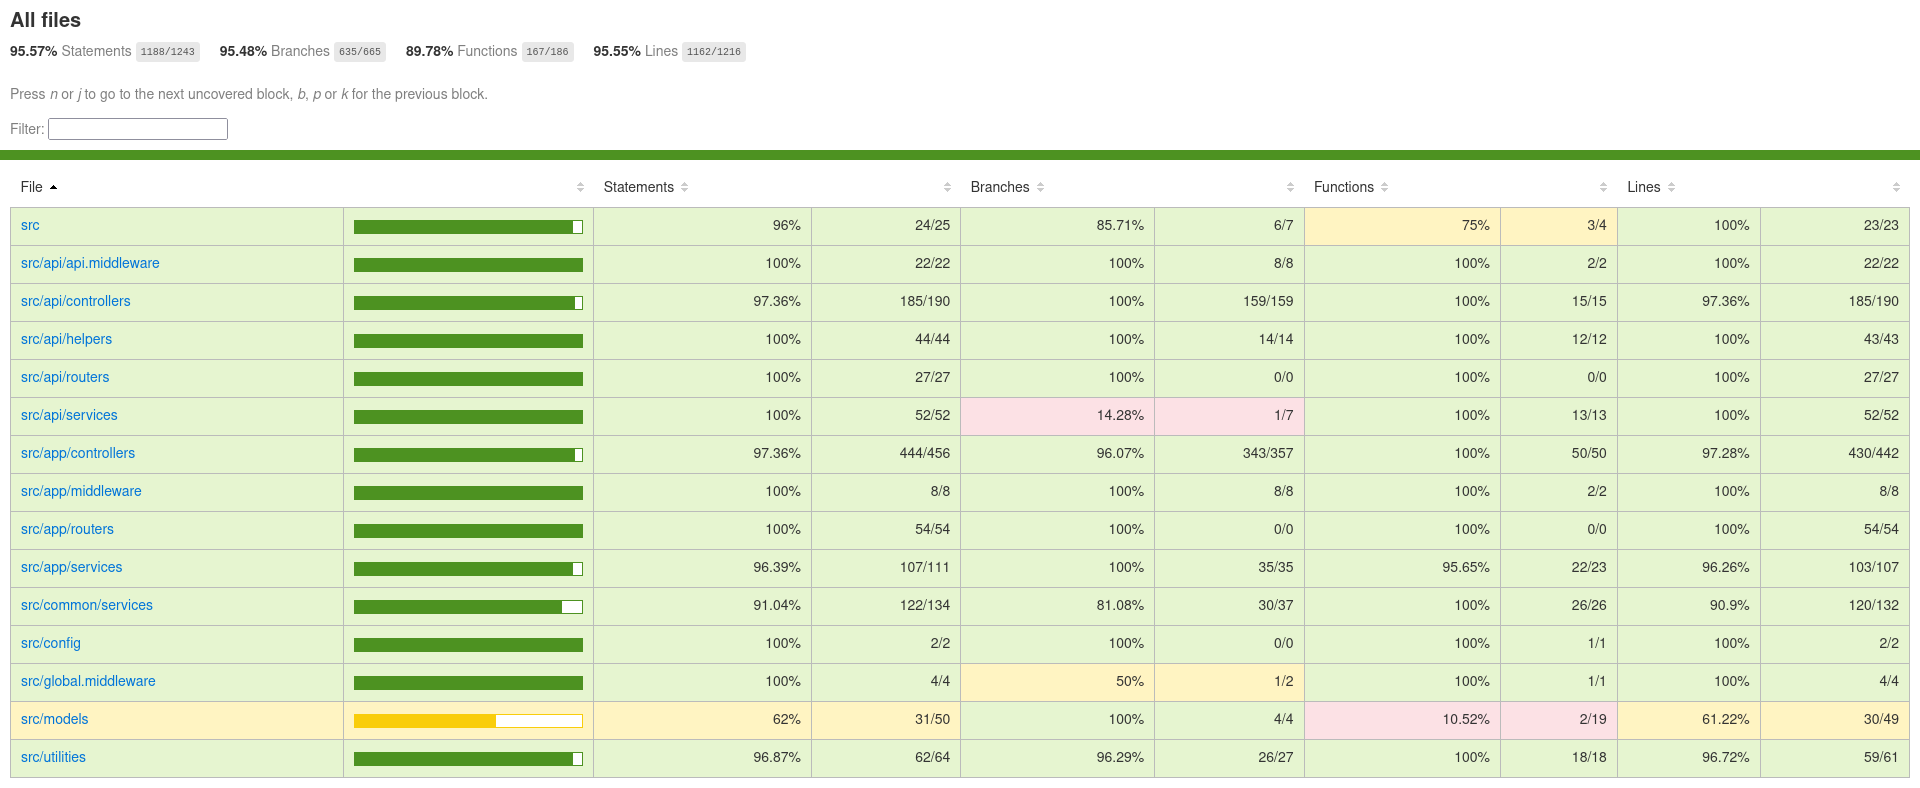 All files
95.57% Statements 1188/1243 95.48% Branches 635/665 89.78% Functions 167/186 95.55% Lines 1162/1216
Press n or j to go to the next uncovered block, b, p or k for the previous block.
Filter:
File Statements Branches Functions Lines
src 96% 24/25 85.71% 6/7 75% 3/4 100% 23/23
src/api/api.middleware 100% 22/22 100% 8/8 100% 2/2 100% 22/22
src/api/controllers 97.36% 185/190 100% 159/159 100% 15/15 97.36% 185/190
src/api/helpers 100% 44/44 100% 14/14 100% 12/12 100% 43/43
src/api/routers 100% 27/27 100% 0/0 100% 0/0 100% 27/27
src/api/services 100% 52/52 14.28% 1/7 100% 13/13 100% 52/52
src/app/controllers 97.36% 444/456 96.07% 343/357 100% 50/50 97.28% 430/442
src/app/middleware 100% 8/8 100% 8/8 100% 2/2 100% 8/8
src/app/routers 100% 54/54 100% 0/0 100% 0/0 100% 54/54
src/app/services 96.39% 107/111 100% 35/35 95.65% 22/23 96.26% 103/107
src/common/services 91.04% 122/134 81.08% 30/37 100% 26/26 90.9% 120/132
src/config 100% 2/2 100% 0/0 100% 1/1 100% 2/2
src/global.middleware 100% 4/4 50% 1/2 100% 1/1 100% 4/4
src/models 62% 31/50 100% 4/4 10.52% 2/19 61.22% 30/49
src/utilities 96.87% 62/64 96.29% 26/27 100% 18/18 96.72% 59/61